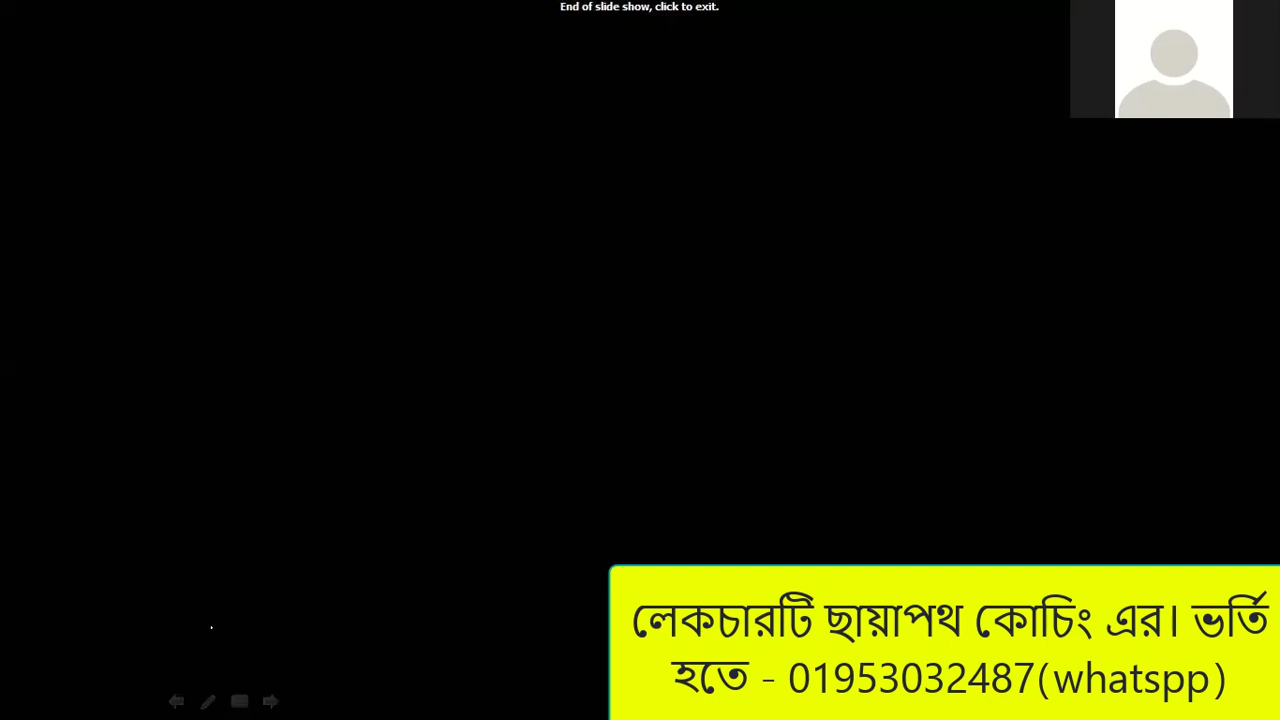 End of slide show, click to exit.
লেকচারটি ছায়াপথ কোচিং এর। ভর্তি
হতে - 01953032487(whatspp)